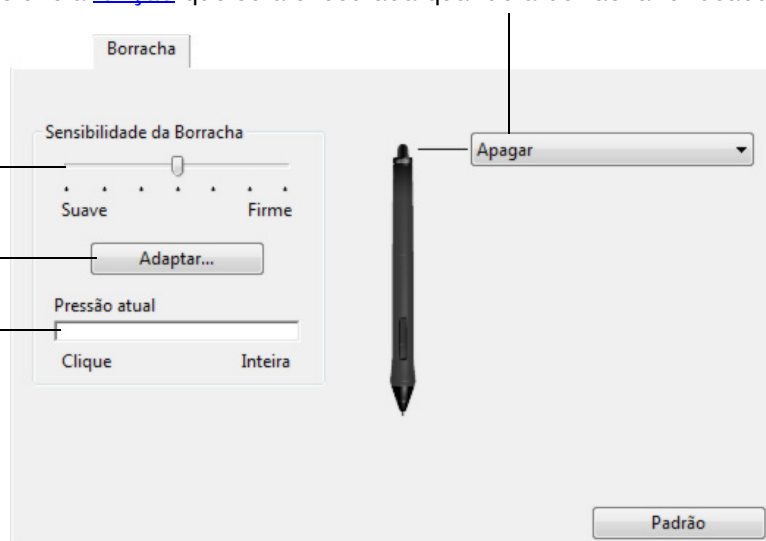 Borracha
Sensibilidade da Borracha
Apagar
Suave Firme
Adaptar...
Pressão atual
Clique Inteira
Padrão